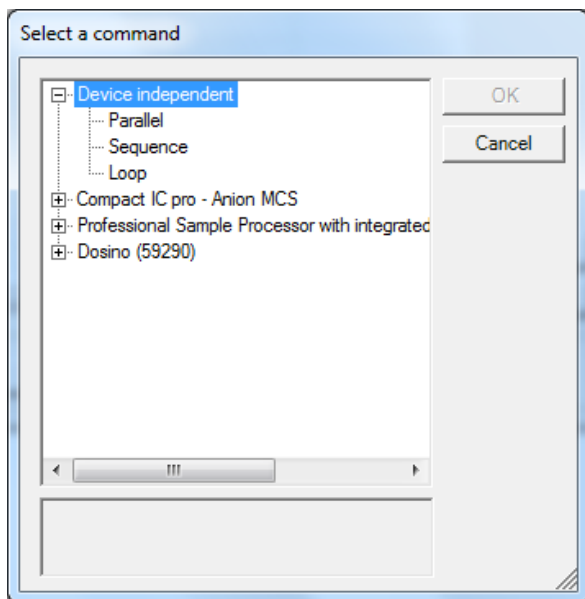 Select a command
Device independent
Parallel
Sequence
Loop
Compact IC pro - Anion MCS
Professional Sample Processor with integrated
Dosino (59290)
OK
Cancel